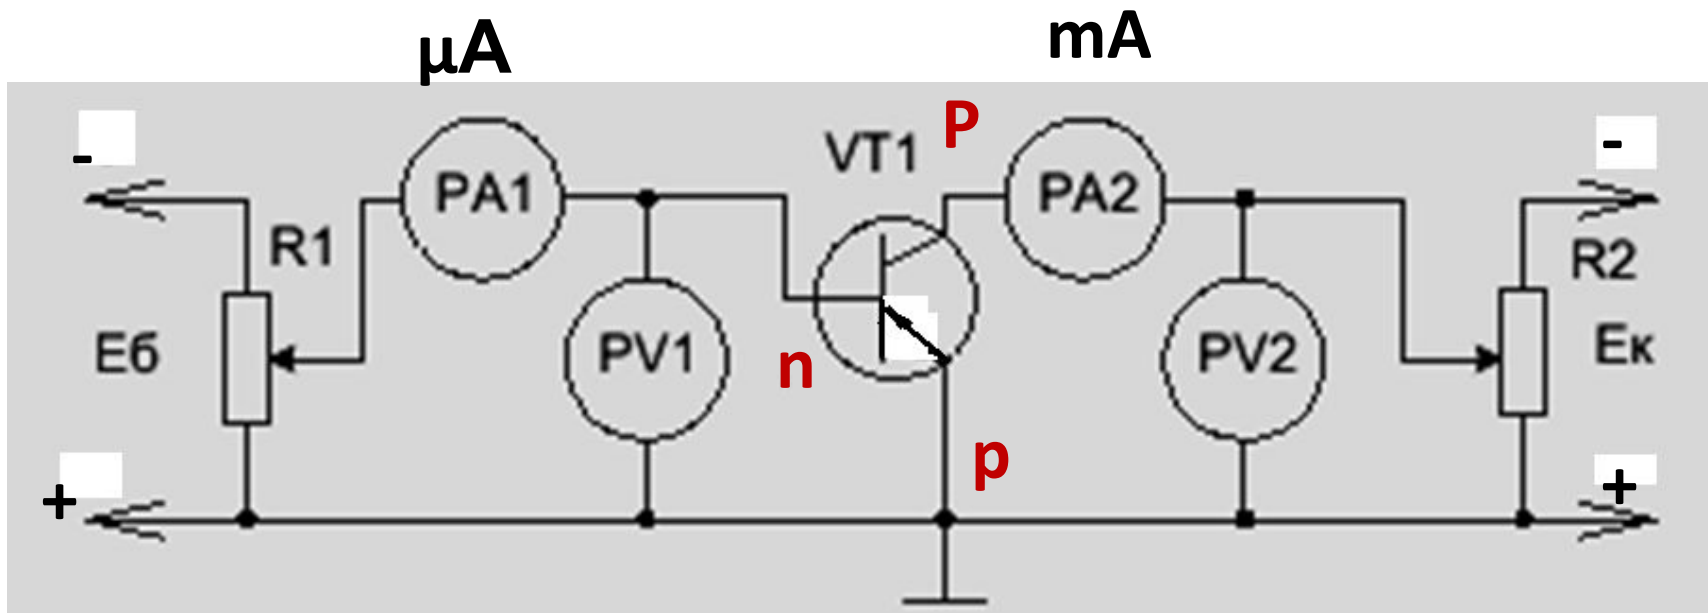 μA
mA
P
VT1
-
-
PA1
PA2
R1
R2
Eб
PV1
n
PV2
Eк
p
+
+